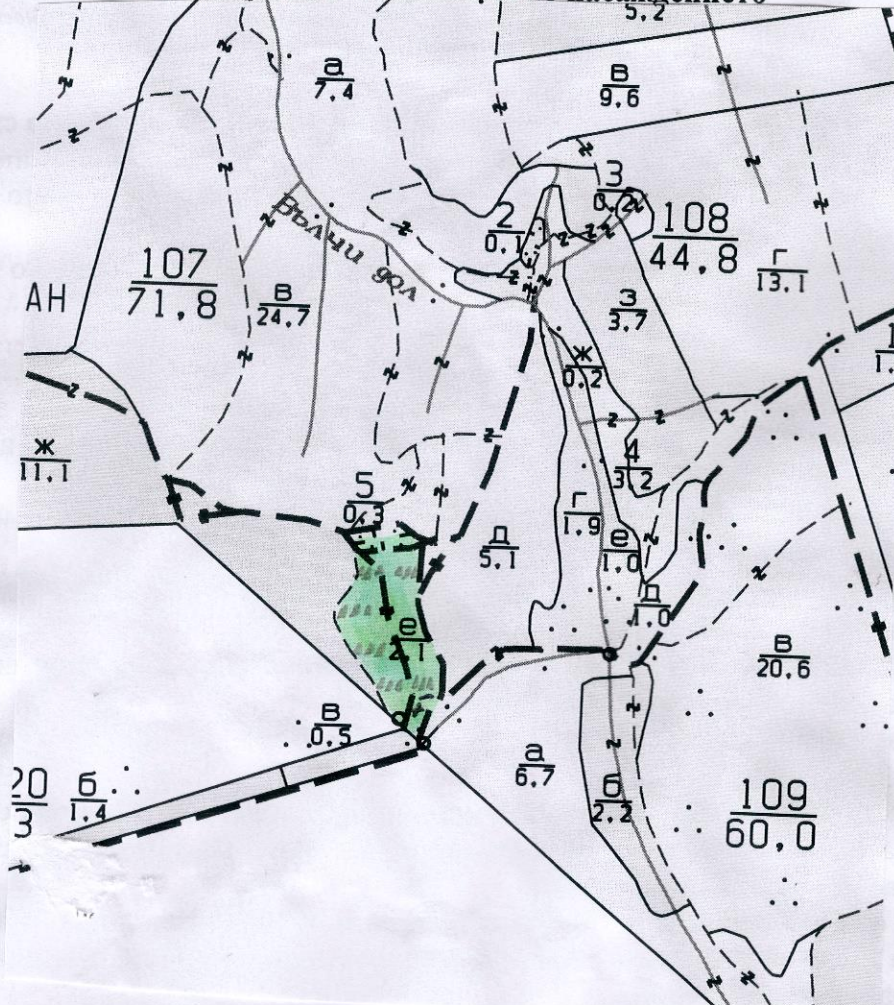 5,2
а
7,4
в
9,6
3
0,2
2
0,1
108
44,8
г
13,1
Вълчи дол
107
71,8
АН
в
24,7
з
3,7
ж
0,2
1
1.
ж
11,1
4
3,2
5
0,3
г
1,9
д
5,1
е
1,0
д
1,0
е
2,1
в
20,6
в
0,5
а
6,7
20
3
б
1,4
б
2,2
109
60,0